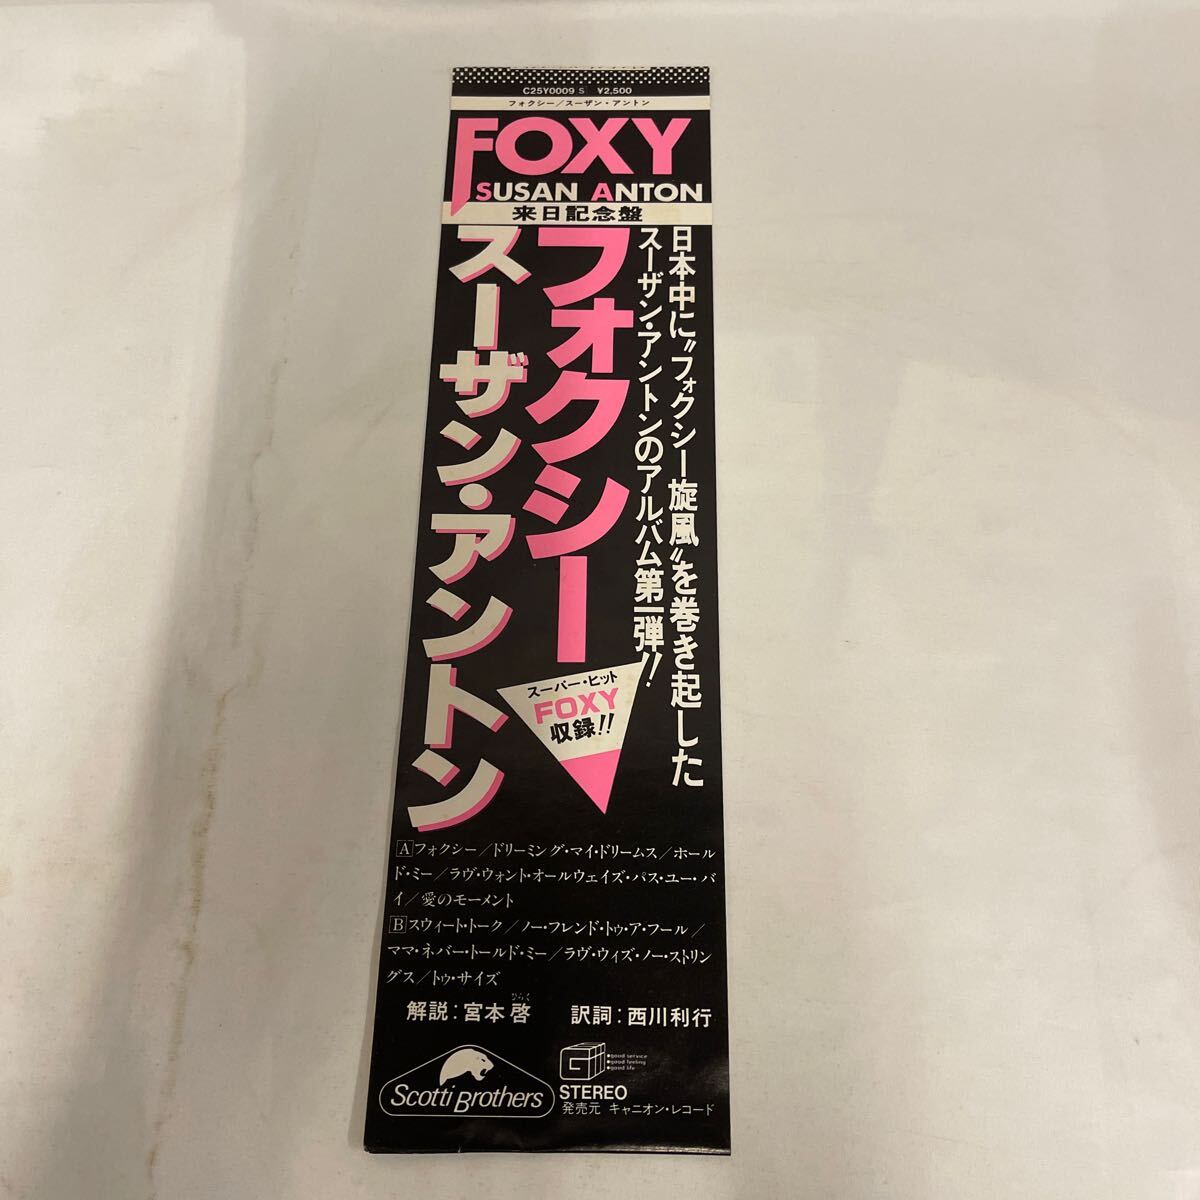 C25Y0009 S ¥2,500
フォクシー/スーザン・アントン
FOXY
SUSAN ANTON
来日記念盤
日本中に〝フォクシー旋風〟を巻き起した
スーザン・アントンのアルバム第一弾!!
フォクシー
スーザン・アントン
スーパー・ヒット
FOXY
収録!!
A フォクシー/ドリーミング・マイ・ドリームス/ホール
ド・ミー/ラヴ・ウォント・オールウェイズ・パス・ユー・バ
イ/愛のモーメント
B スウィート・トーク/ノー・フレンド・トゥ・ア・フール/
ママ・ネバー・トールド・ミー/ラヴ・ウィズ・ノー・ストリン
グス/トゥ・サイズ
ひらく
解説:宮本啓 訳詞:西川利行
Scotti Brothers
good service
good feeling
good life
STEREO
発売元 キャニオン・レコード